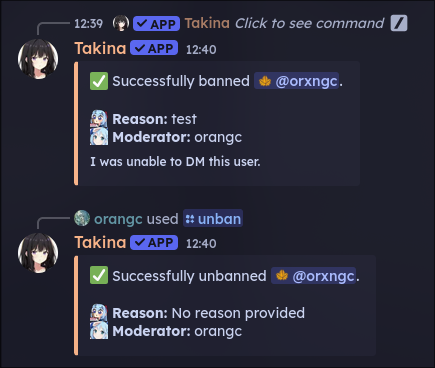 12:39 APP Takina Click to see command /
Takina APP 12:40
Successfully banned @orxngc.
Reason: test
Moderator: orangc
I was unable to DM this user.
orangc used unban
Takina APP 12:40
Successfully unbanned @orxngc.
Reason: No reason provided
Moderator: orangc